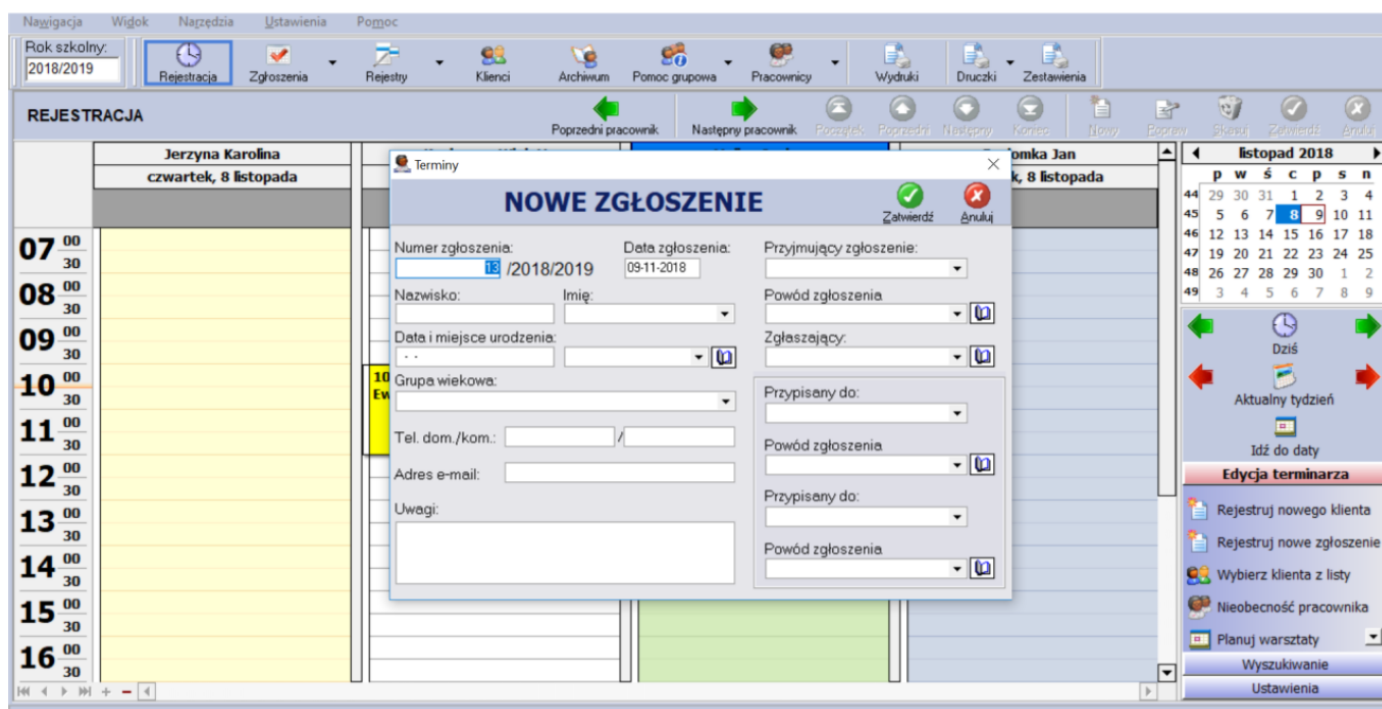 Nawigacja Widok Narzędzia Ustawienia Pomoc
Rok szkolny:
2018/2019
Rejestracja Zgłoszenia Rejestry Klienci Archiwum Pomoc grupowa Pracownicy Wydruki Druczki Zestawienia
REJESTRACJA
Poprzedni pracownik Następny pracownik Początek Poprzedni Następny Koniec Nowy Popraw Skasuj Zatwierdź Anuluj
Jerzyna Karolina
czwartek, 8 listopada
omka Jan
k, 8 listopada
Terminy
NOWE ZGŁOSZENIE
Zatwierdź Anuluj
Numer zgłoszenia: Data zgłoszenia: Przyjmujący zgłoszenie:
13 /2018/2019 09-11-2018
Nazwisko: Imię: Powód zgłoszenia
Data i miejsce urodzenia: Zgłaszający:
- -
Grupa wiekowa: Przypisany do:
Tel. dom./kom.: / Powód zgłoszenia
Adres e-mail:
Przypisany do:
Uwagi:
Powód zgłoszenia
07 00
30
08 00
30
09 00
30
10 00
30
11 00
30
12 00
30
13 00
30
14 00
30
15 00
30
16 00
30
10
Ew
listopad 2018
p w ś c p s n
44 29 30 31 1 2 3 4
45 5 6 7 8 9 10 11
46 12 13 14 15 16 17 18
47 19 20 21 22 23 24 25
48 26 27 28 29 30 1 2
49 3 4 5 6 7 8 9
Dziś
Aktualny tydzień
Idź do daty
Edycja terminarza
Rejestruj nowego klienta
Rejestruj nowe zgłoszenie
Wybierz klienta z listy
Nieobecność pracownika
Planuj warsztaty
Wyszukiwanie
Ustawienia